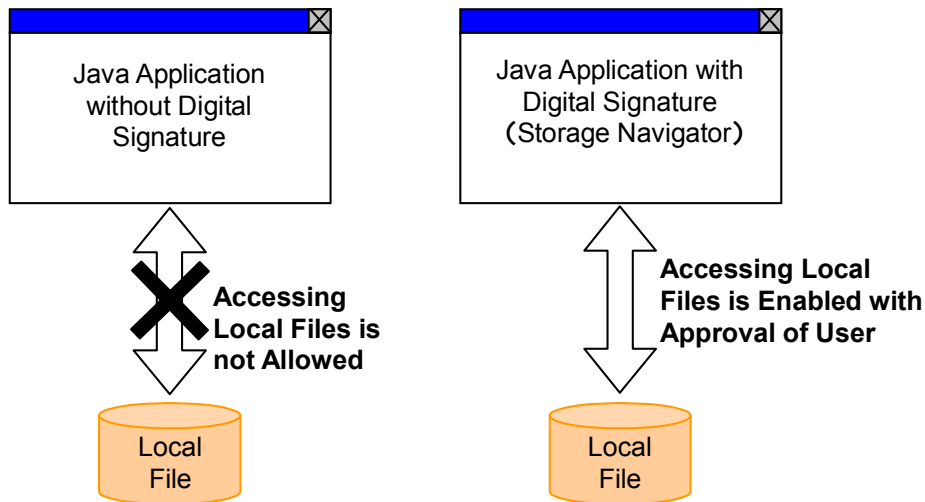 Java Application
without Digital
Signature
Accessing
Local Files is
not Allowed
Local
File
Java Application with
Digital Signature
（Storage Navigator）
Accessing Local
Files is Enabled with
Approval of User
Local
File